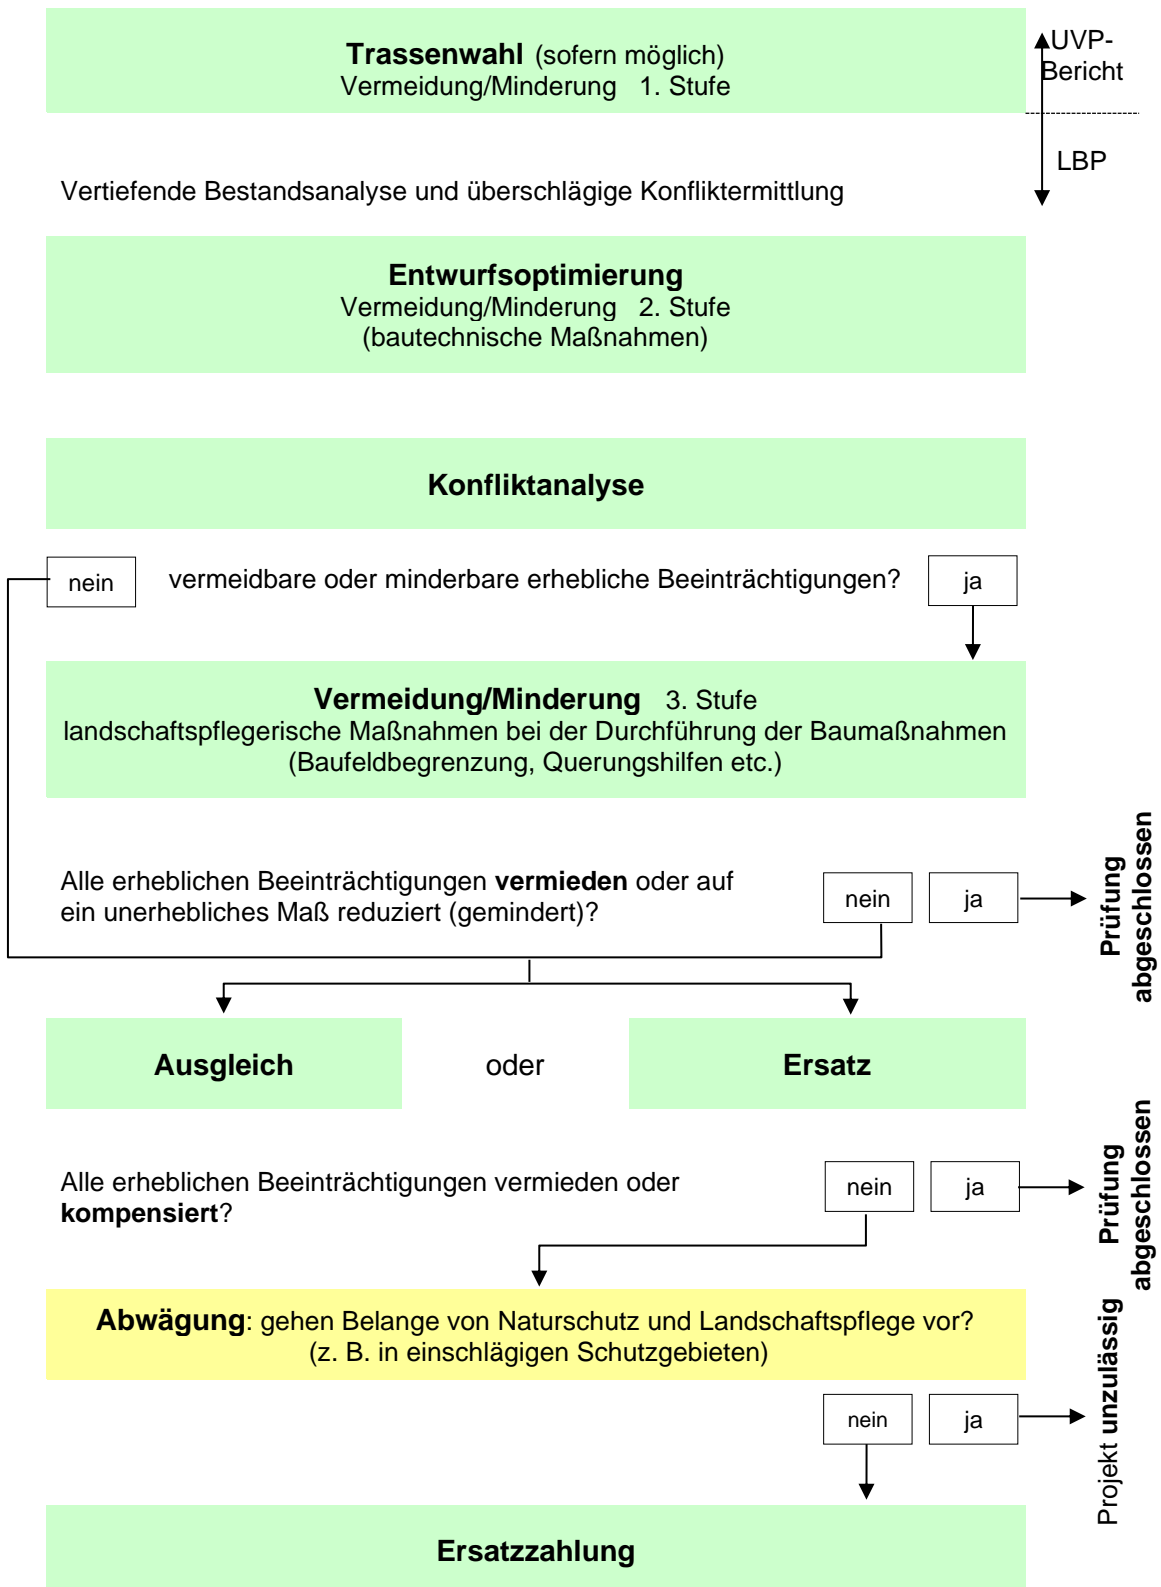 Trassenwahl (sofern möglich)
Vermeidung/Minderung 1. Stufe
UVP-
Bericht
LBP
Vertiefende Bestandsanalyse und überschlägige Konfliktermittlung
Entwurfsoptimierung
Vermeidung/Minderung 2. Stufe
(bautechnische Maßnahmen)
Konfliktanalyse
nein
vermeidbare oder minderbare erhebliche Beeinträchtigungen?
ja
Vermeidung/Minderung 3. Stufe
landschaftspflegerische Maßnahmen bei der Durchführung der Baumaßnahmen
(Baufeldbegrenzung, Querungshilfen etc.)
Alle erheblichen Beeinträchtigungen vermieden oder auf
ein unerhebliches Maß reduziert (gemindert)?
nein
ja
Prüfung
abgeschlossen
Ausgleich
oder
Ersatz
Alle erheblichen Beeinträchtigungen vermieden oder
kompensiert?
nein
ja
Prüfung
abgeschlossen
Abwägung: gehen Belange von Naturschutz und Landschaftspflege vor?
(z. B. in einschlägigen Schutzgebieten)
nein
ja
Projekt unzulässig
Ersatzzahlung